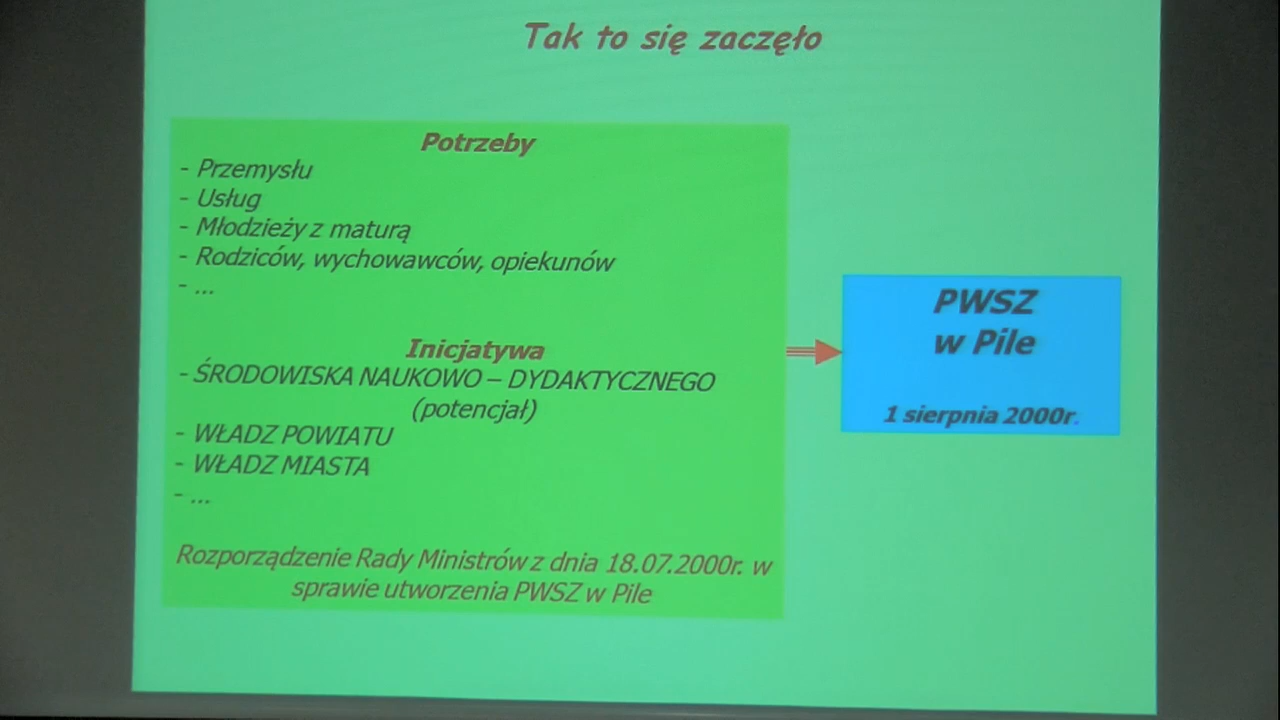 Tak to się zaczęło
Potrzeby
- Przemysłu
- Usług
- Młodzieży z maturą
- Rodziców, wychowawców, opiekunów
- ...
Inicjatywa
- ŚRODOWISKA NAUKOWO – DYDAKTYCZNEGO
(potencjał)
- WŁADZ POWIATU
- WŁADZ MIASTA
- ...
Rozporządzenie Rady Ministrów z dnia 18.07.2000r. w
sprawie utworzenia PWSZ w Pile
PWSZ
w Pile
1 sierpnia 2000r.